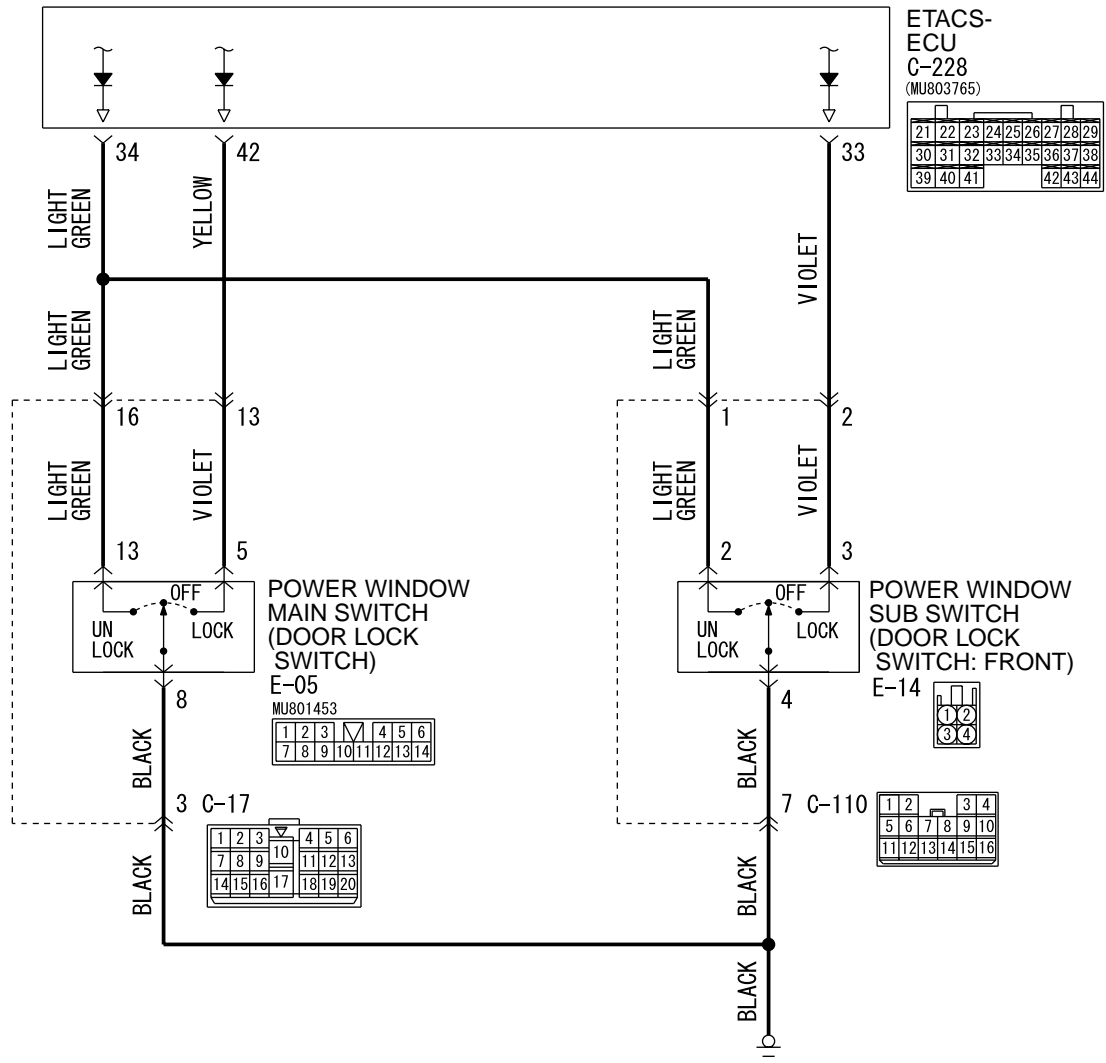 ETACS-
ECU
C-228
(MU803765)
21 22 23 24 25 26 27 28 29
30 31 32 33 34 35 36 37 38
39 40 41 42 43 44
34 42 33
LIGHT
GREEN
YELLOW
VIOLET
LIGHT
GREEN
LIGHT
GREEN
16 13 1 2
LIGHT
GREEN
VIOLET
LIGHT
GREEN
VIOLET
13 5 2 3
OFF
UN
LOCK
LOCK
POWER WINDOW
MAIN SWITCH
(DOOR LOCK
SWITCH)
E-05
MU801453
1 2 3 4 5 6
7 8 9 10 11 12 13 14
OFF
UN
LOCK
LOCK
POWER WINDOW
SUB SWITCH
(DOOR LOCK
SWITCH: FRONT)
E-14
1 2
3 4
8 4
BLACK
BLACK
3 C-17
1 2 3 4 5 6
7 8 9 10 11 12 13
14 15 16 17 18 19 20
7 C-110
1 2 3 4
5 6 7 8 9 10
11 12 13 14 15 16
BLACK
BLACK
BLACK